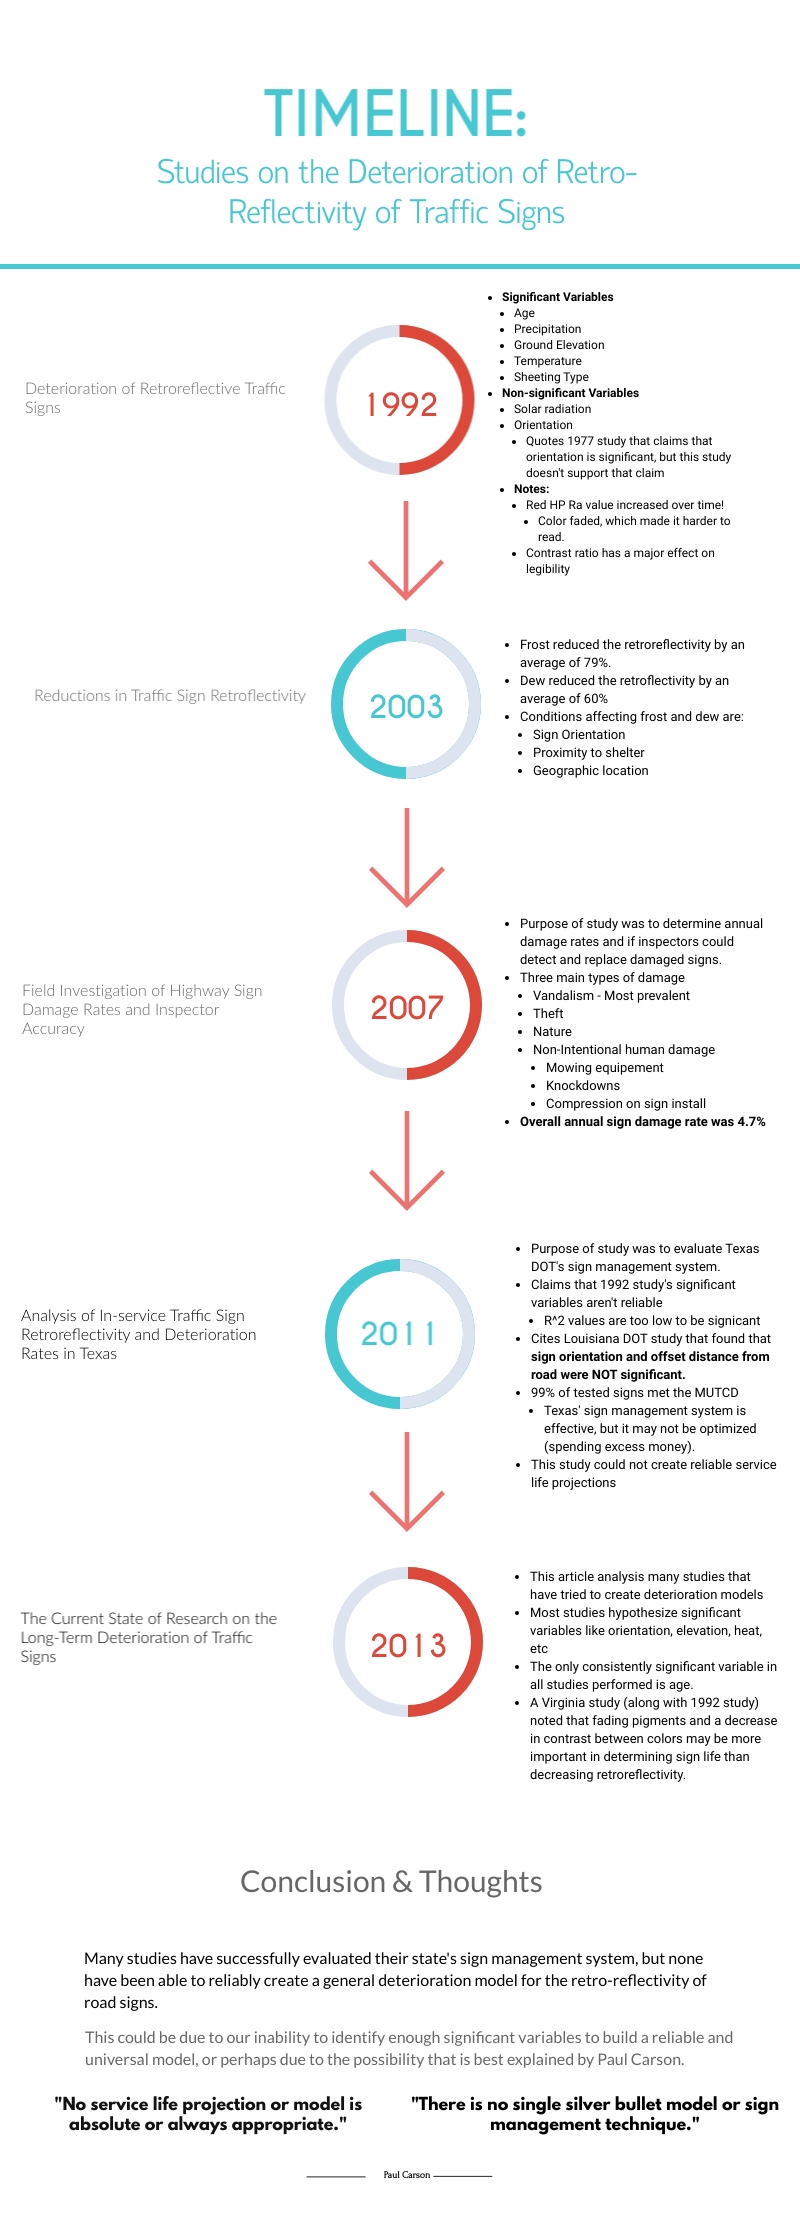 TIMELINE:
Studies on the Deterioration of Retro-
Reflectivity of Traffic Signs
Deterioration of Retroreflective Traffic
Signs
1992
• Significant Variables
• Age
• Precipitation
• Ground Elevation
• Temperature
• Sheeting Type
• Non-significant Variables
• Solar radiation
• Orientation
• Quotes 1977 study that claims that
orientation is significant, but this study
doesn't support that claim
• Notes:
• Red HP Ra value increased over time!
• Color faded, which made it harder to
read.
• Contrast ratio has a major effect on
legibility
Reductions in Traffic Sign Retroflectivity
2003
• Frost reduced the retroreflectivity by an
average of 79%.
• Dew reduced the retroflectivity by an
average of 60%
• Conditions affecting frost and dew are:
• Sign Orientation
• Proximity to shelter
• Geographic location
Field Investigation of Highway Sign
Damage Rates and Inspector
Accuracy
2007
• Purpose of study was to determine annual
damage rates and if inspectors could
detect and replace damaged signs.
• Three main types of damage
• Vandalism - Most prevalent
• Theft
• Nature
• Non-Intentional human damage
• Mowing equipement
• Knockdowns
• Compression on sign install
• Overall annual sign damage rate was 4.7%
Analysis of In-service Traffic Sign
Retroreflectivity and Deterioration
Rates in Texas
2011
• Purpose of study was to evaluate Texas
DOT's sign management system.
• Claims that 1992 study's significant
variables aren't reliable
• R^2 values are too low to be signicant
• Cites Louisiana DOT study that found that
sign orientation and offset distance from
road were NOT significant.
• 99% of tested signs met the MUTCD
• Texas' sign management system is
effective, but it may not be optimized
(spending excess money).
• This study could not create reliable service
life projections
The Current State of Research on the
Long-Term Deterioration of Traffic
Signs
2013
• This article analysis many studies that
have tried to create deterioration models
• Most studies hypothesize significant
variables like orientation, elevation, heat,
etc
• The only consistently significant variable in
all studies performed is age.
• A Virginia study (along with 1992 study)
noted that fading pigments and a decrease
in contrast between colors may be more
important in determining sign life than
decreasing retroreflectivity.
Conclusion & Thoughts
Many studies have successfully evaluated their state's sign management system, but none
have been able to reliably create a general deterioration model for the retro-reflectivity of
road signs.
This could be due to our inability to identify enough significant variables to build a reliable and
universal model, or perhaps due to the possibility that is best explained by Paul Carson.
"No service life projection or model is
absolute or always appropriate."
"There is no single silver bullet model or sign
management technique."
Paul Carson